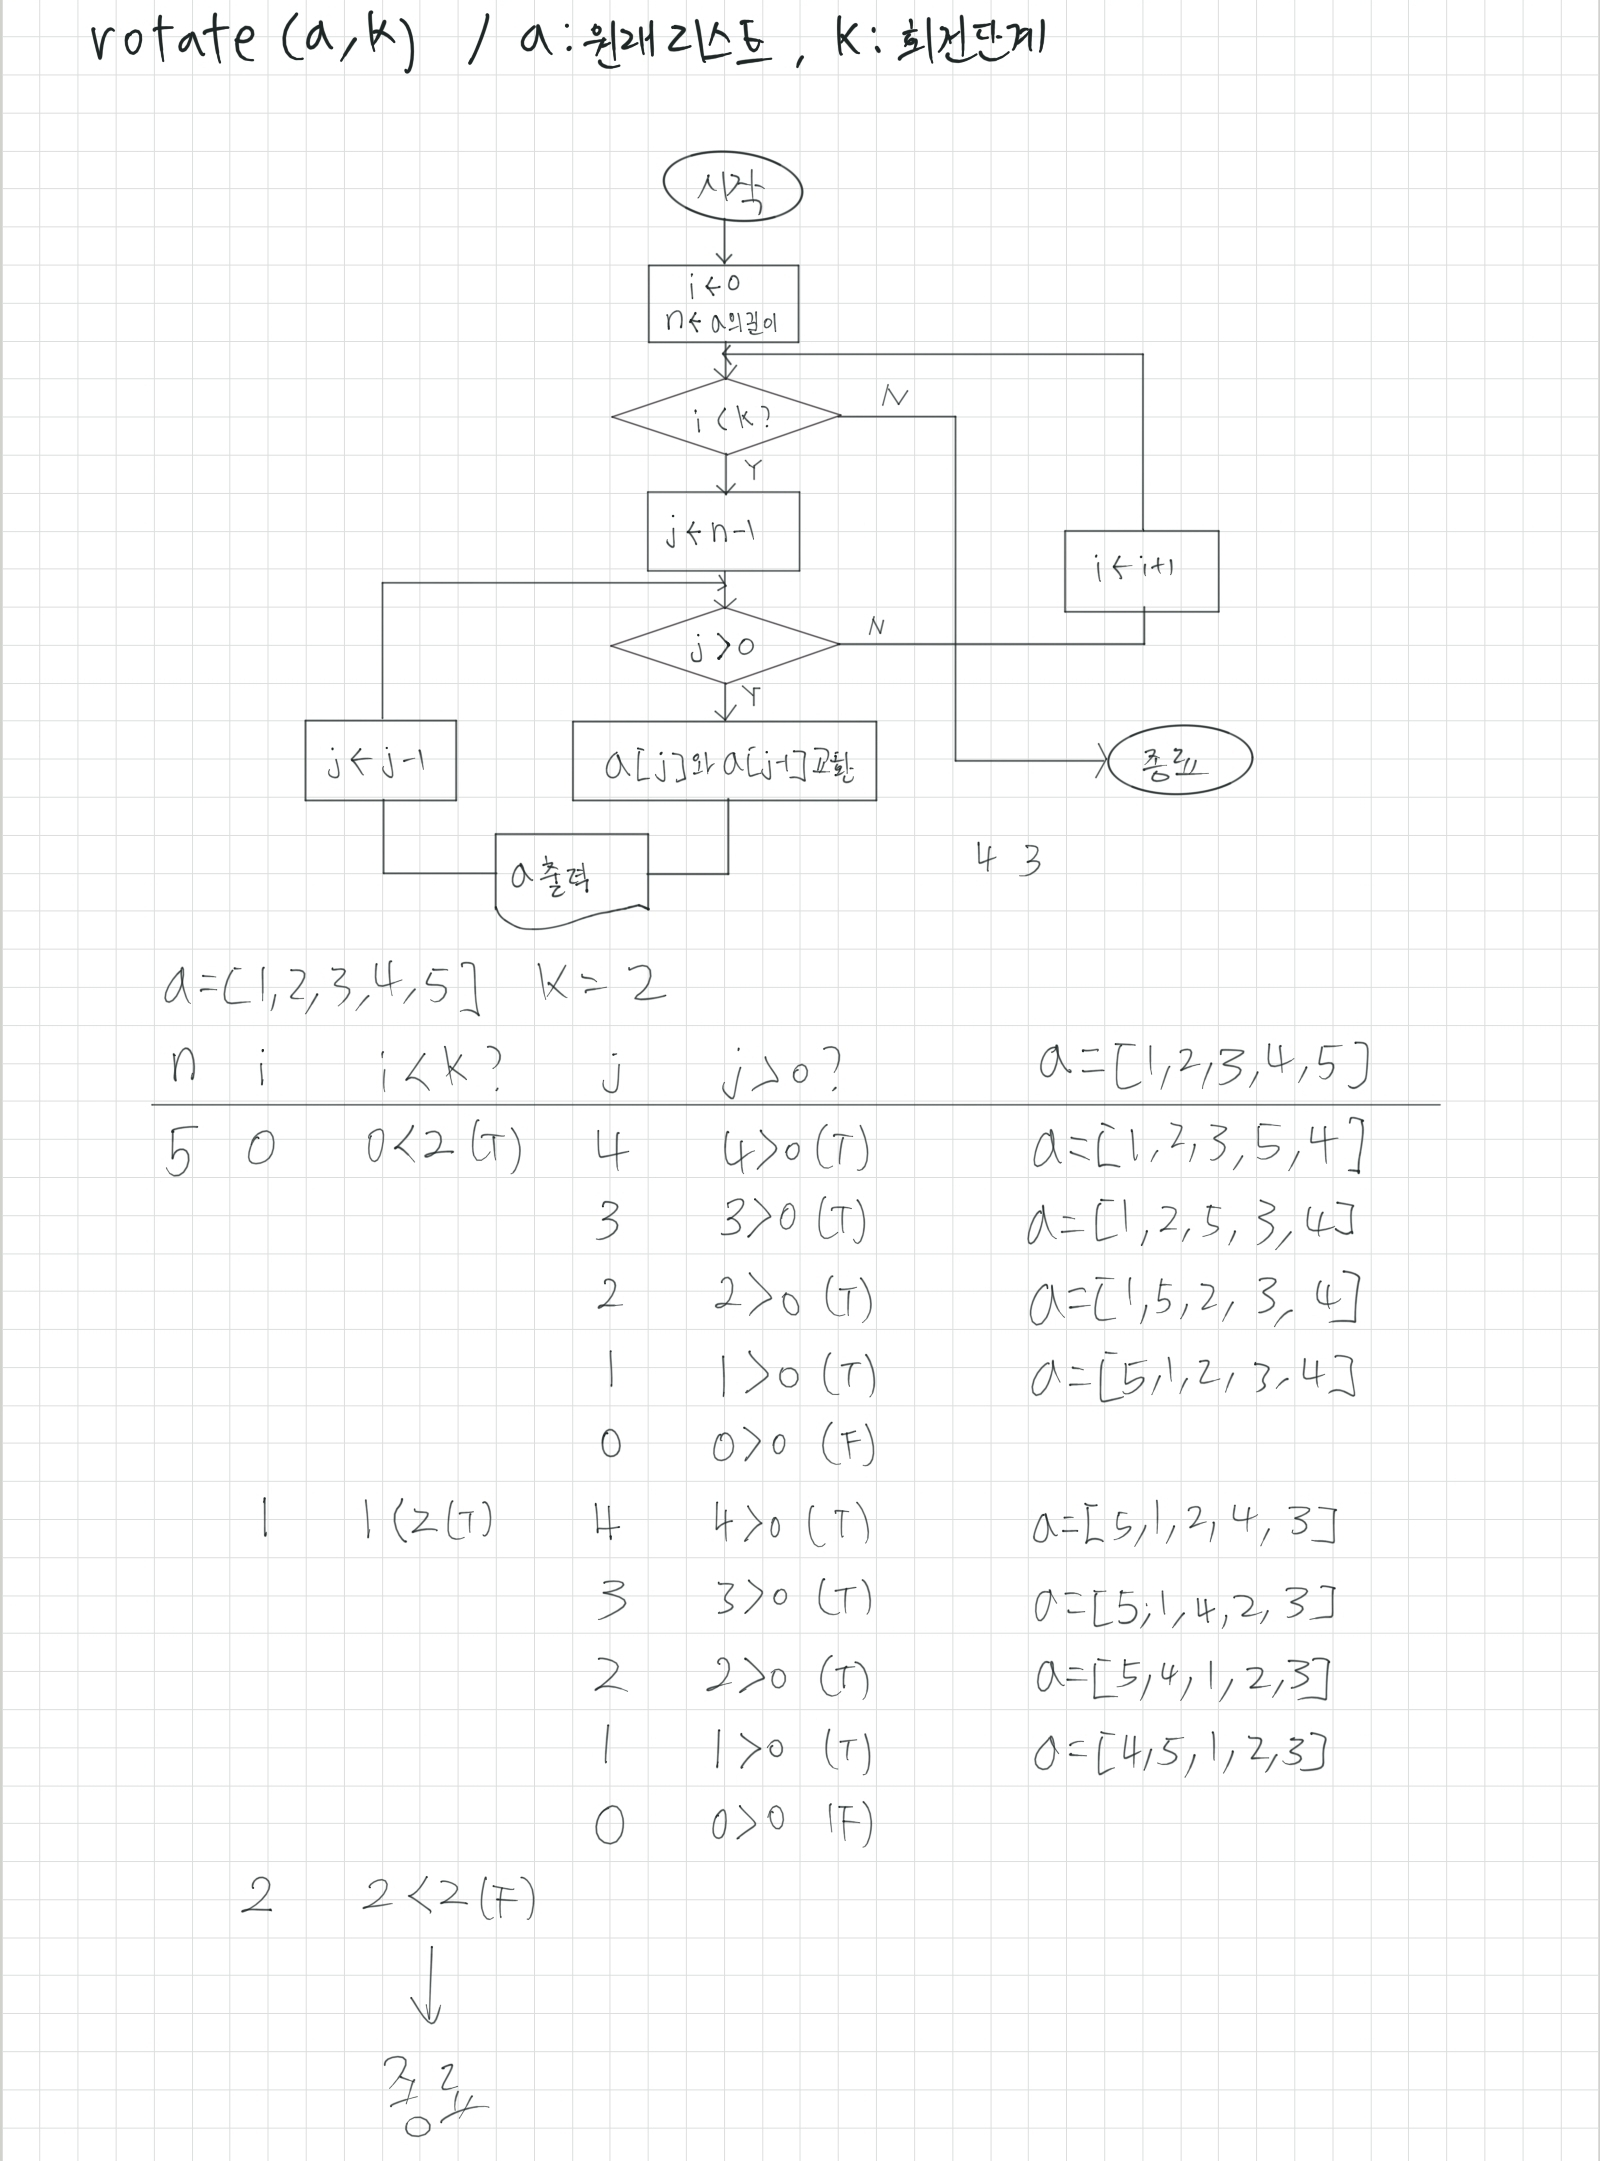 rotate (a,k) / a:원래리스트, k:회전단계
시작
i←0
n←a의길이
i<k?
N
Y
j←n-1
i←i+1
j>0
N
Y
j←j-1
a[j]와 a[j-1]교환
종료
a출력
4 3
a=[1,2,3,4,5] k=2
n i i<k? j j>0? a=[1,2,3,4,5]
5 0 0<2(T) 4 4>0(T) a=[1,2,3,5,4]
3 3>0(T) a=[1,2,5,3,4]
2 2>0(T) a=[1,5,2,3,4]
1 1>0(T) a=[5,1,2,3,4]
0 0>0(F)
1 1<2(T) 4 4>0(T) a=[5,1,2,4,3]
3 3>0(T) a=[5,1,4,2,3]
2 2>0(T) a=[5,4,1,2,3]
1 1>0(T) a=[4,5,1,2,3]
0 0>0(F)
2 2<2(F)
↓
종료